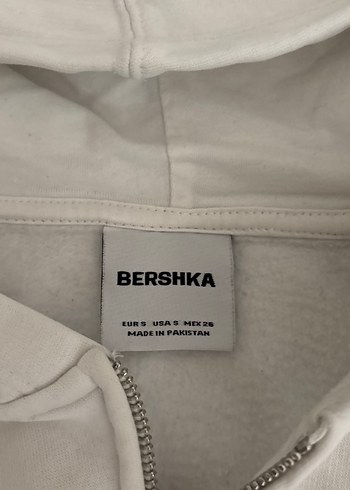 BERSHKA
EUR S USA S MEX 26
MADE IN PAKISTAN